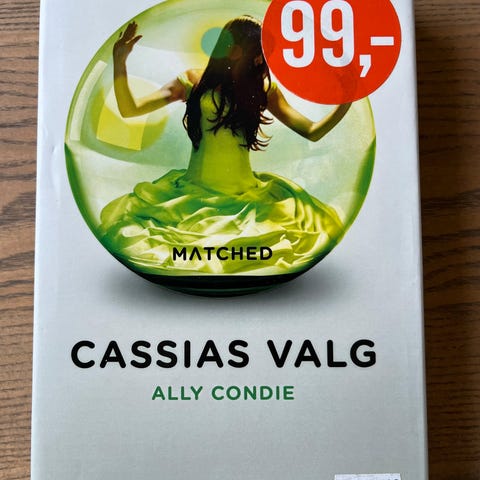 99,-
MATCHED
CASSIAS VALG
ALLY CONDIE